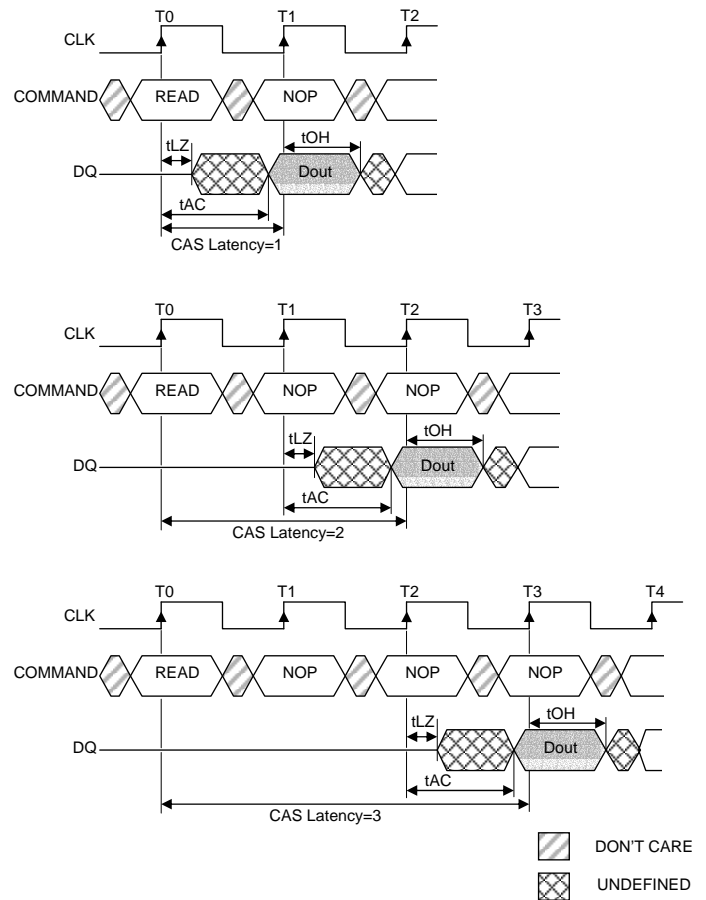 T0 T1 T2
CLK
COMMAND READ NOP
tLZ tOH
DQ Dout
tAC
CAS Latency=1
T0 T1 T2 T3
CLK
COMMAND READ NOP NOP
tLZ tOH
DQ Dout
tAC
CAS Latency=2
T0 T1 T2 T3 T4
CLK
COMMAND READ NOP NOP NOP
tLZ tOH
DQ Dout
tAC
CAS Latency=3
DON'T CARE
UNDEFINED